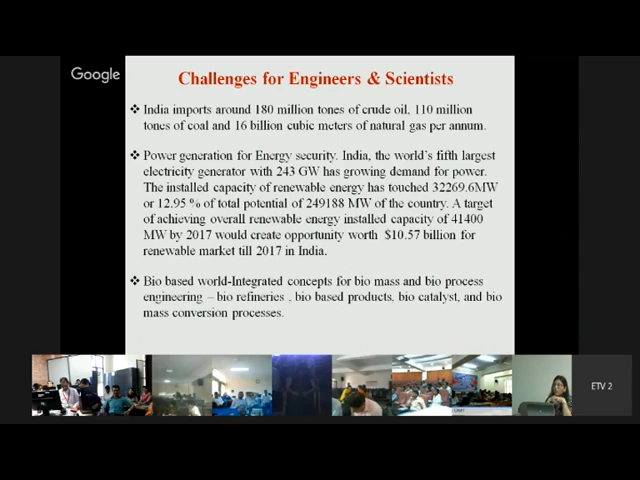 Google
Challenges for Engineers & Scientists
❖ India imports around 180 million tones of crude oil, 110 million
tones of coal and 16 billion cubic meters of natural gas per annum.
❖ Power generation for Energy security. India, the world's fifth largest
electricity generator with 243 GW has growing demand for power.
The installed capacity of renewable energy has touched 32269.6MW
or 12.95 % of total potential of 249188 MW of the country. A target
of achieving overall renewable energy installed capacity of 41400
MW by 2017 would create opportunity worth $10.57 billion for
renewable market till 2017 in India.
❖ Bio based world-Integrated concepts for bio mass and bio process
engineering – bio refineries , bio based products, bio catalyst, and bio
mass conversion processes.
ETV 2